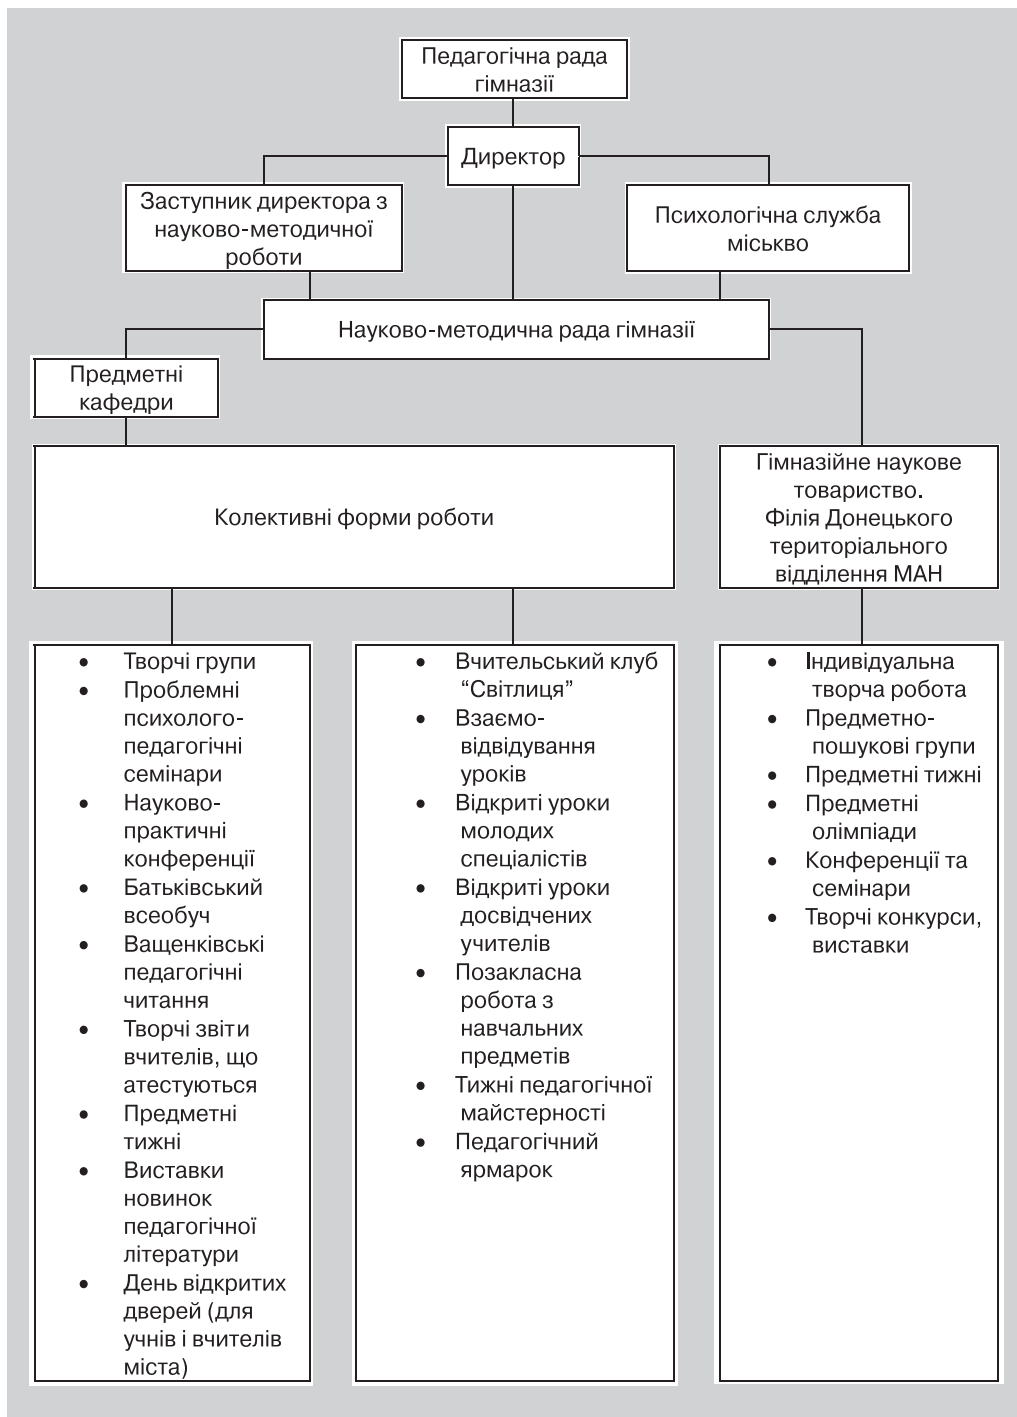 Педагогічна рада
гімназії
Директор
Заступник директора з
науково-методичної
роботи
Психологічна служба
міськво
Науково-методична рада гімназії
Предметні
кафедри
Колективні форми роботи
Гімназійне наукове
товариство.
Філія Донецького
територіального
відділення МАН
• Творчі групи
• Проблемні
психолого-
педагогічні
семінари
• Науково-
практичні
конференції
• Батьківський
всеобуч
• Ващенківські
педагогічні
читання
• Творчі звіти
вчителів, що
атестуються
• Предметні
тижні
• Виставки
новинок
педагогічної
літератури
• День відкритих
дверей (для
учнів і вчителів
міста)
• Вчительський клуб
“Світлиця”
• Взаємо-
відвідування
уроків
• Відкриті уроки
молодих
спеціалістів
• Відкриті уроки
досвідчених
учителів
• Позакласна
робота з
навчальних
предметів
• Тижні педагогічної
майстерності
• Педагогічний
ярмарок
• Індивідуальна
творча робота
• Предметно-
пошукові групи
• Предметні тижні
• Предметні
олімпіади
• Конференції та
семінари
• Творчі конкурси,
виставки